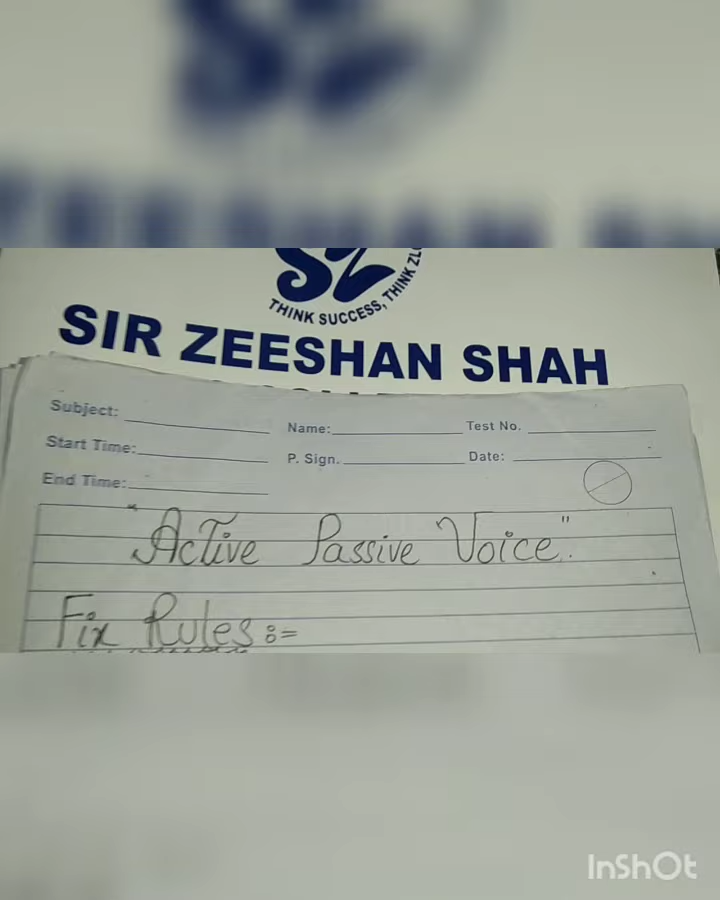 THINK SUCCESS, THINK
SIR ZEESHAN SHAH
Subject:
Name:
Test No.
Start Time:
P. Sign.
Date:
End Time:
"Active Passive Voice".
Fix Rules:=
InShOt